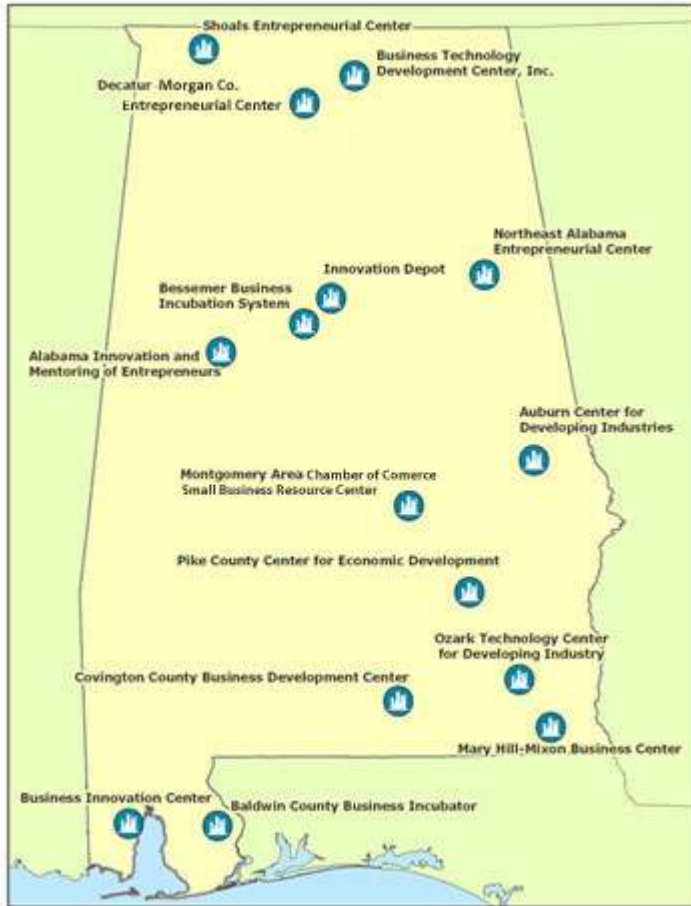 Shoals Entrepreneurial Center
Business Technology
Development Center, Inc.
Decatur Morgan Co.
Entrepreneurial Center
Northeast Alabama
Entrepreneurial Center
Innovation Depot
Bessemer Business
Incubation System
Alabama Innovation and
Mentoring of Entrepreneurs
Auburn Center for
Developing Industries
Montgomery Area Chamber of Comerce
Small Business Resource Center
Pike County Center for Economic Development
Ozark Technology Center
for Developing Industry
Covington County Business Development Center
Mary Hill-Mixon Business Center
Business Innovation Center
Baldwin County Business Incubator